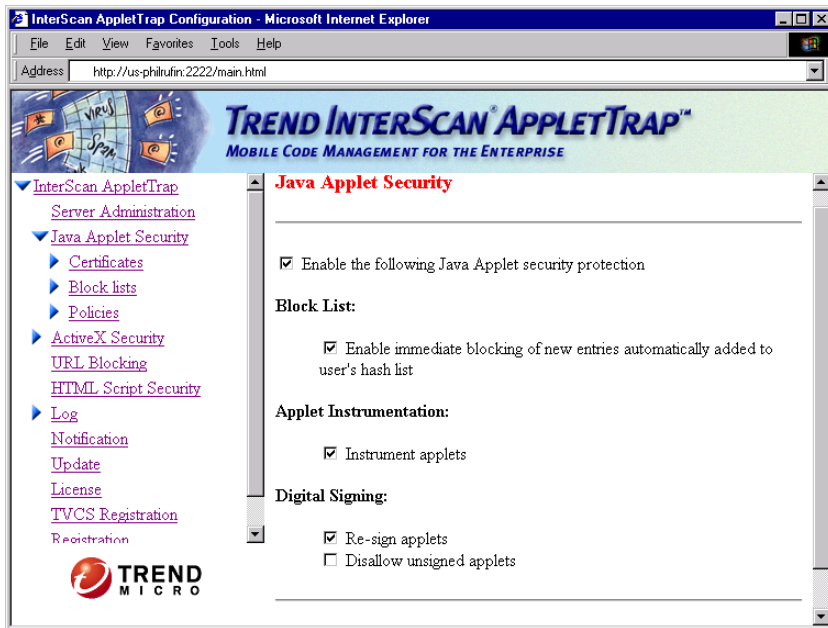 InterScan AppletTrap Configuration - Microsoft Internet Explorer
File Edit View Favorites Tools Help
Address http://us-philrufin:2222/main.html
VIRUS
SPAM
TREND INTERSCAN® APPLETTRAP™
MOBILE CODE MANAGEMENT FOR THE ENTERPRISE
InterScan AppletTrap
Server Administration
Java Applet Security
Certificates
Block lists
Policies
ActiveX Security
URL Blocking
HTML Script Security
Log
Notification
Update
License
TVCS Registration
Registration
TREND
MICRO
Java Applet Security
Enable the following Java Applet security protection
Block List:
Enable immediate blocking of new entries automatically added to
user's hash list
Applet Instrumentation:
Instrument applets
Digital Signing:
Re-sign applets
Disallow unsigned applets